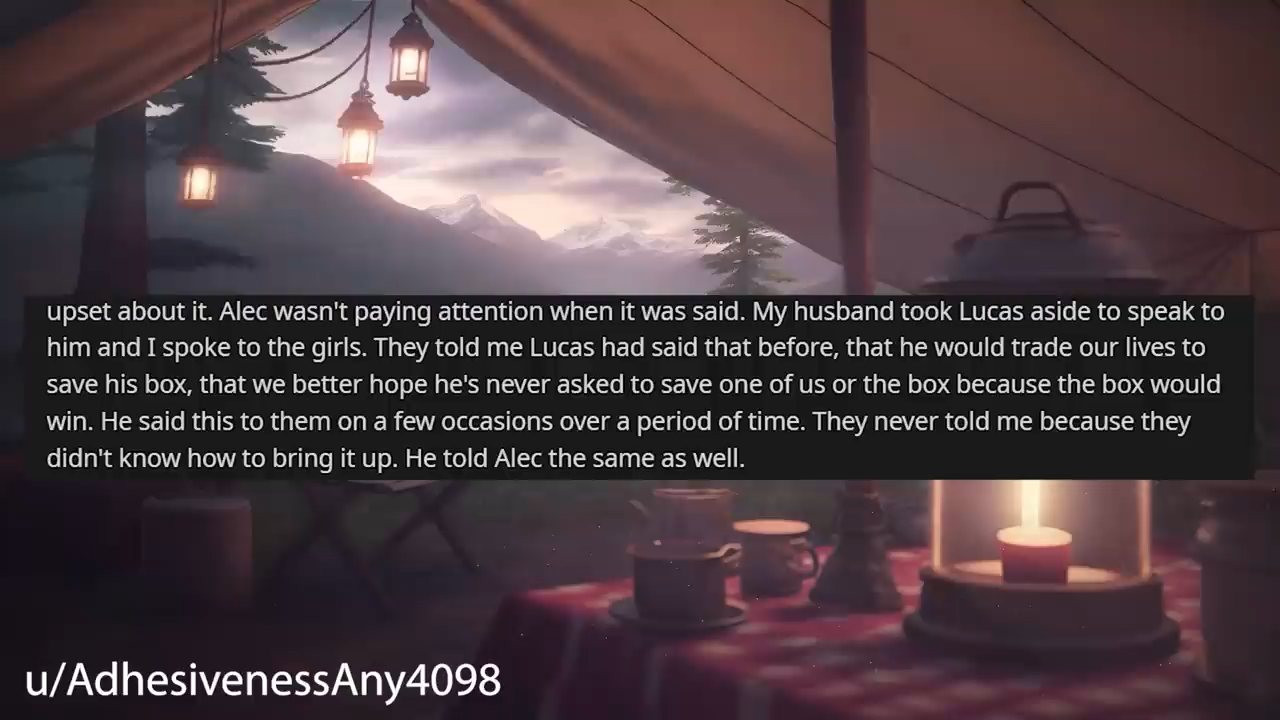 upset about it. Alec wasn't paying attention when it was said. My husband took Lucas aside to speak to
him and I spoke to the girls. They told me Lucas had said that before, that he would trade our lives to
save his box, that we better hope he's never asked to save one of us or the box because the box would
win. He said this to them on a few occasions over a period of time. They never told me because they
didn't know how to bring it up. He told Alec the same as well.
u/AdhesivenessAny4098